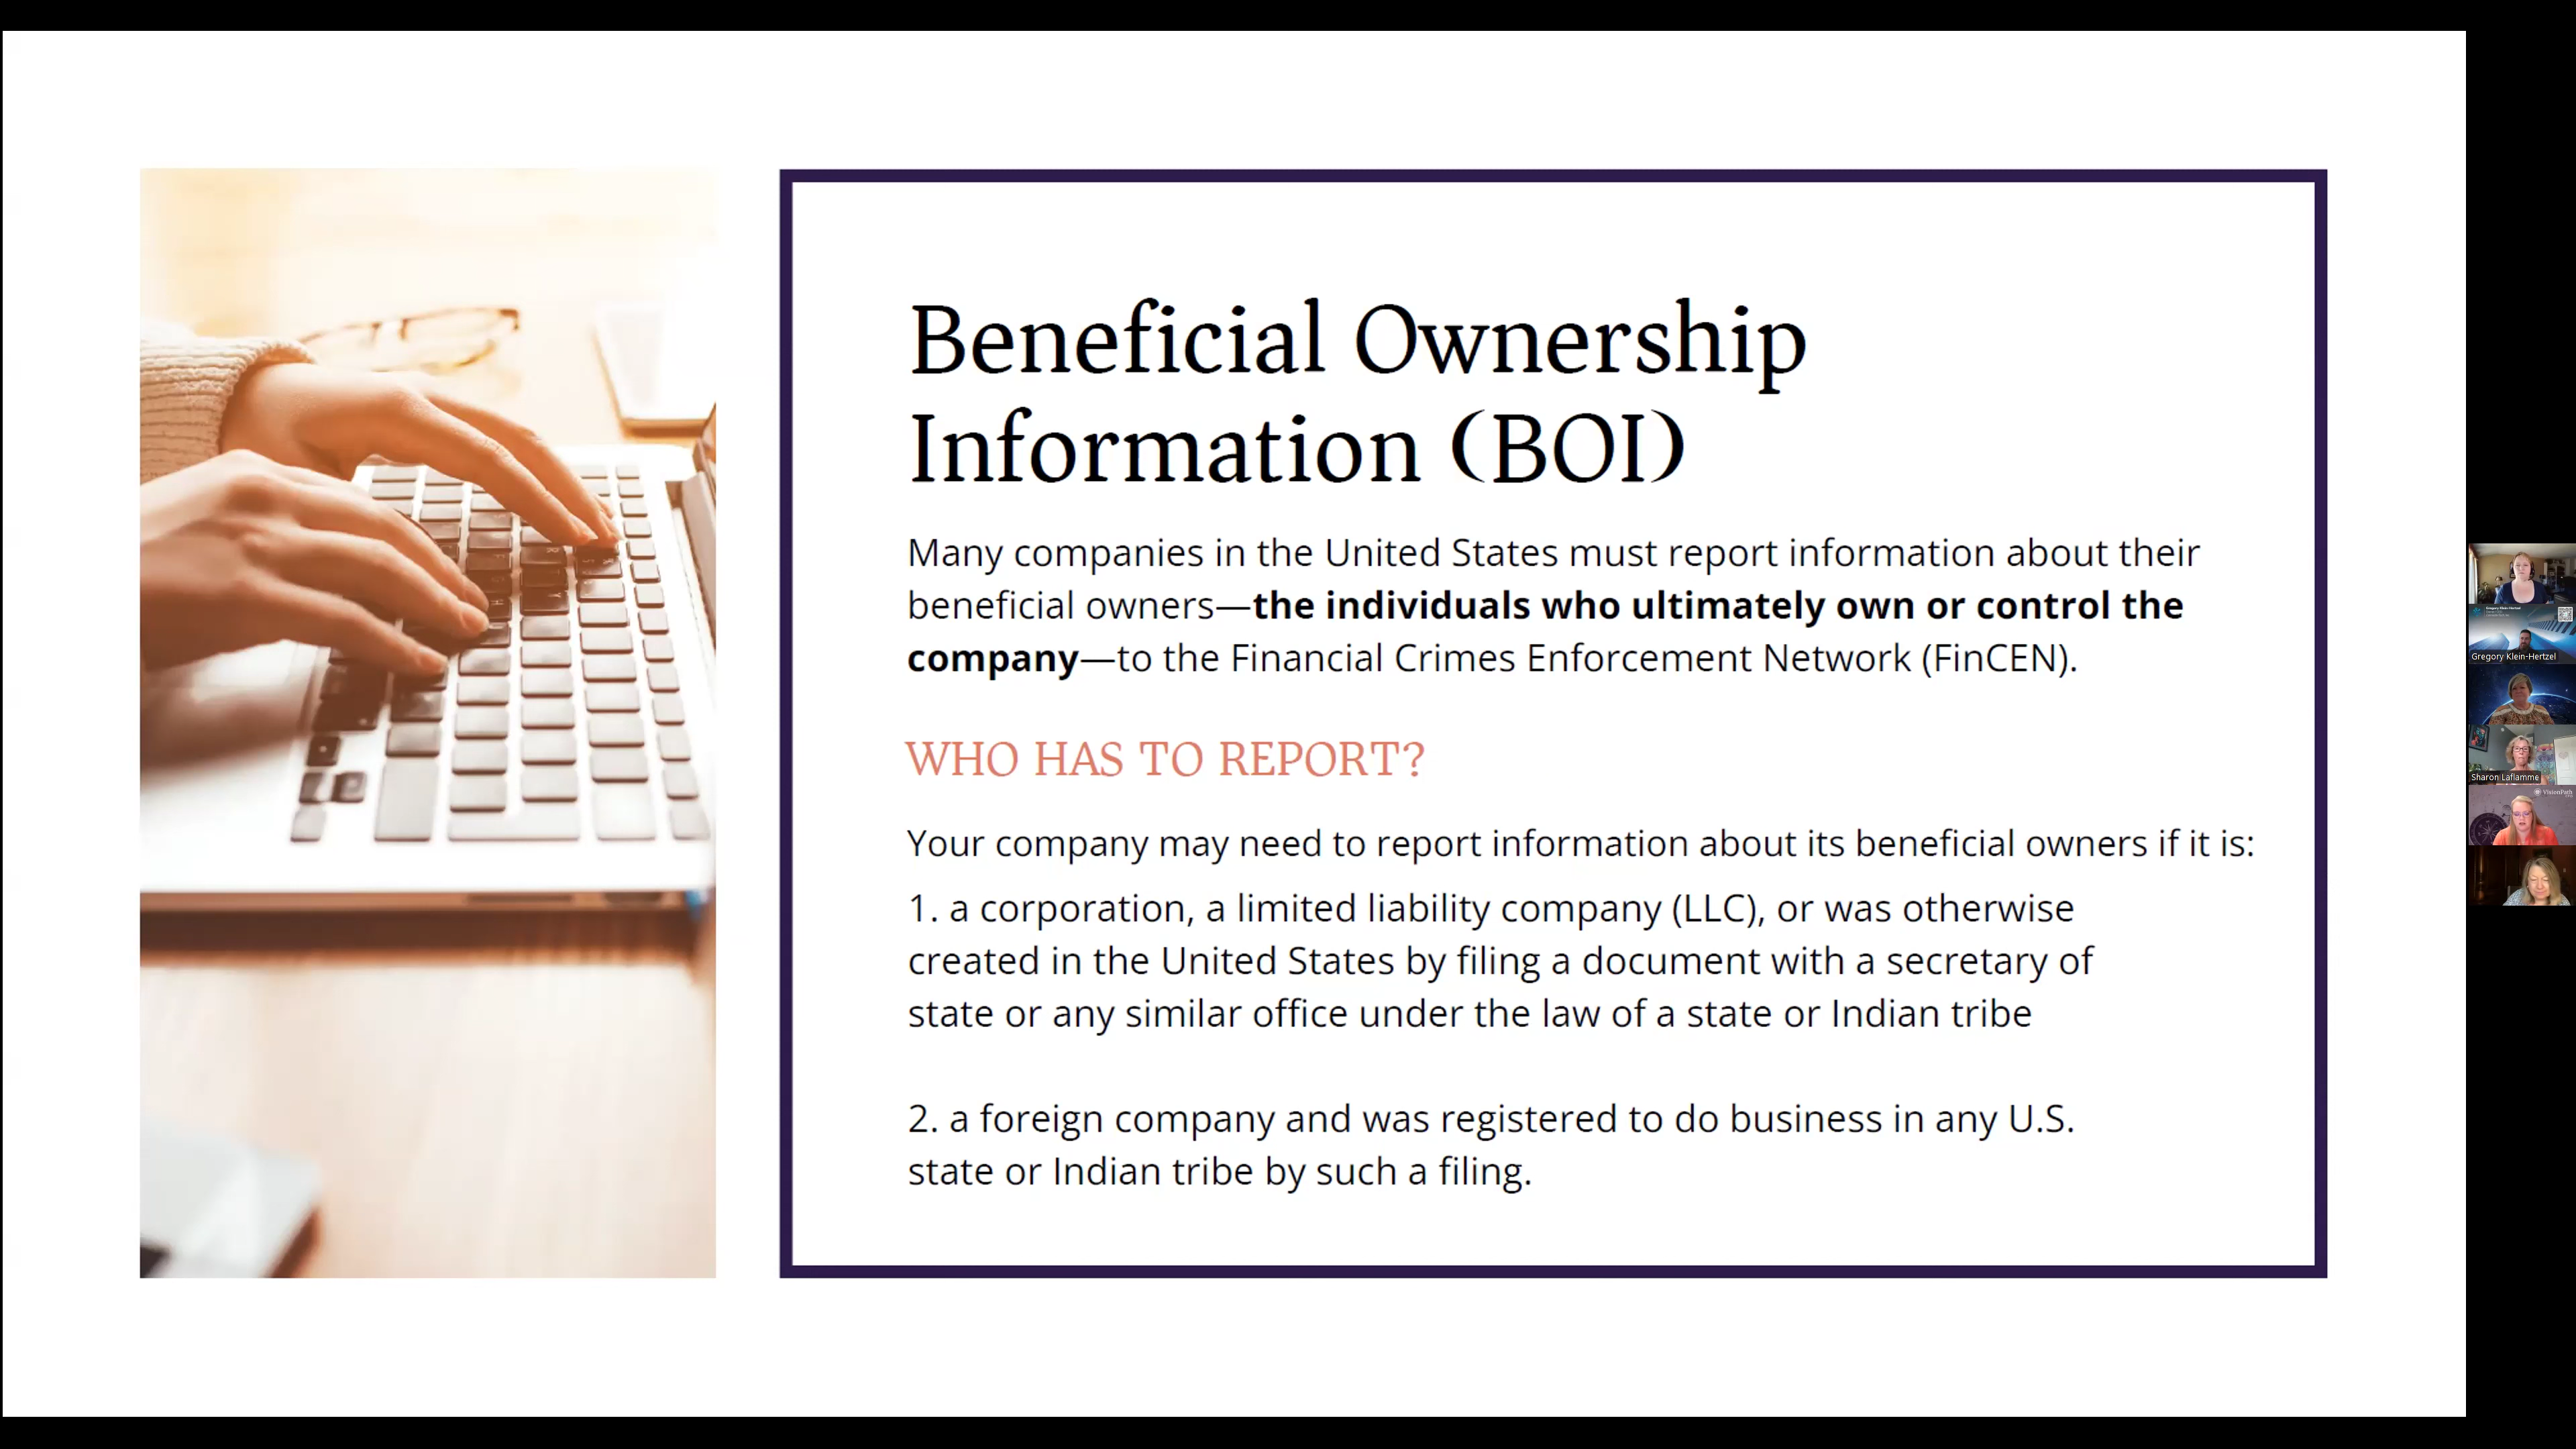 Beneficial Ownership
Information (BOI)
Many companies in the United States must report information about their
beneficial owners—the individuals who ultimately own or control the
company—to the Financial Crimes Enforcement Network (FinCEN).
WHO HAS TO REPORT?
Your company may need to report information about its beneficial owners if it is:
1. a corporation, a limited liability company (LLC), or was otherwise
created in the United States by filing a document with a secretary of
state or any similar office under the law of a state or Indian tribe
2. a foreign company and was registered to do business in any U.S.
state or Indian tribe by such a filing.
Gregory Klein-Hertzel
Gregory Klein-Hertzel
Sharon Laflamme
VisionPath